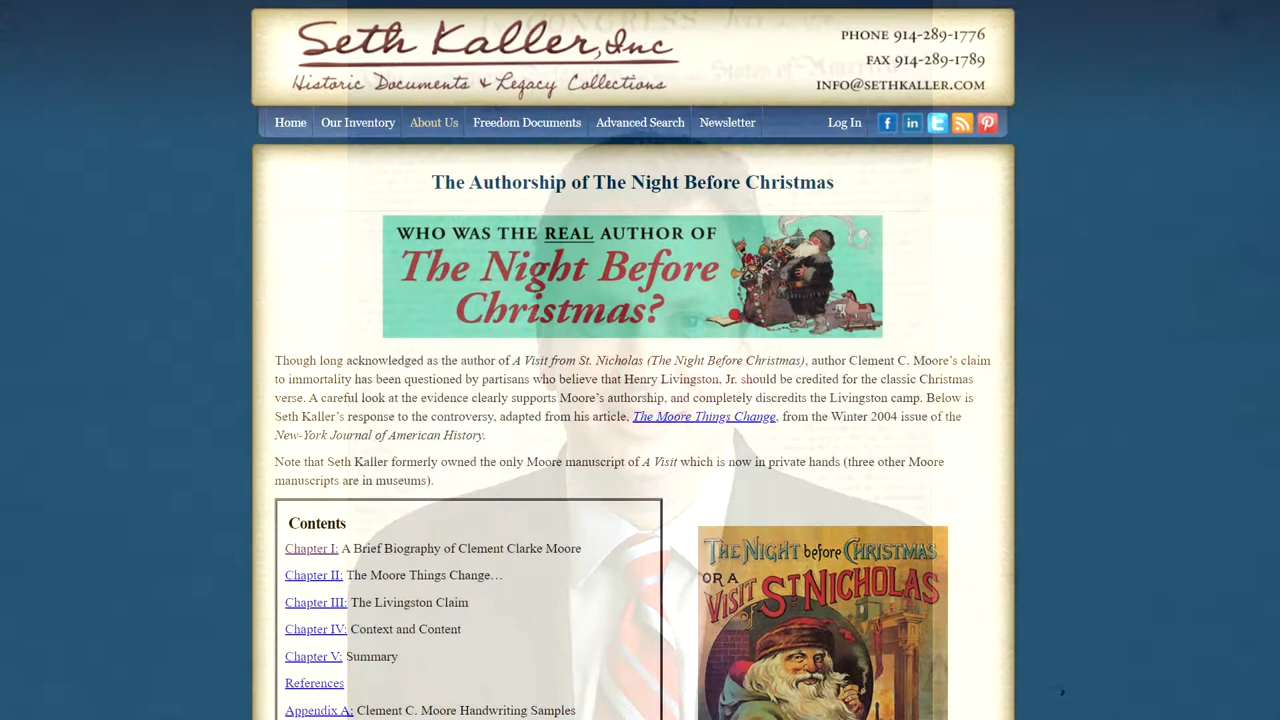 Seth Kaller, Inc
Historic Documents & Legacy Collections
PHONE 914-289-1776
FAX 914-289-1789
INFO@SETHKALLER.COM
Home Our Inventory About Us Freedom Documents Advanced Search Newsletter Log In
The Authorship of The Night Before Christmas
WHO WAS THE REAL AUTHOR OF
The Night Before
Christmas?
Though long acknowledged as the author of A Visit from St. Nicholas (The Night Before Christmas), author Clement C. Moore's claim
to immortality has been questioned by partisans who believe that Henry Livingston, Jr. should be credited for the classic Christmas
verse. A careful look at the evidence clearly supports Moore's authorship, and completely discredits the Livingston camp. Below is
Seth Kaller's response to the controversy, adapted from his article, The Moore Things Change, from the Winter 2004 issue of the
New-York Journal of American History.
Note that Seth Kaller formerly owned the only Moore manuscript of A Visit which is now in private hands (three other Moore
manuscripts are in museums).
Contents
Chapter I: A Brief Biography of Clement Clarke Moore
Chapter II: The Moore Things Change…
Chapter III: The Livingston Claim
Chapter IV: Context and Content
Chapter V: Summary
References
Appendix A: Clement C. Moore Handwriting Samples
THE NIGHT before CHRISTMAS
OR A
VISIT of ST. NICHOLAS